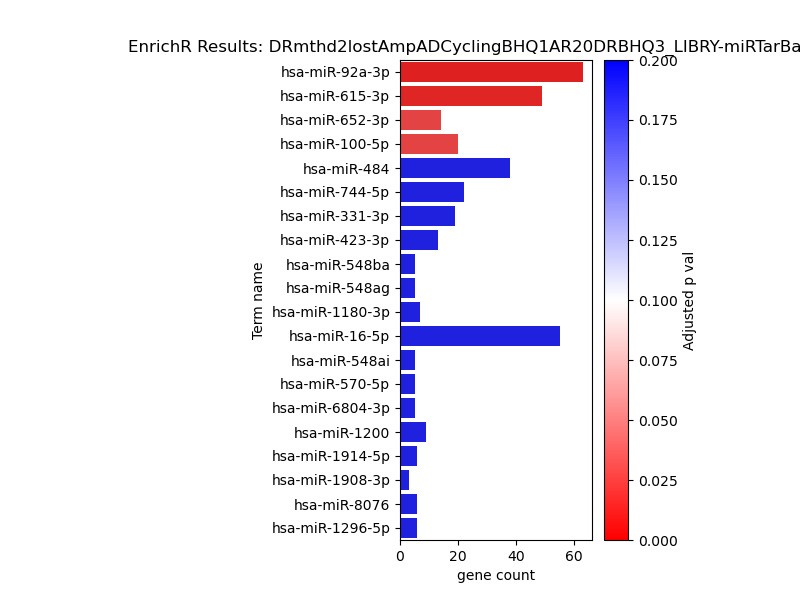 EnrichR Results: DRmthd2lostAmpADCyclingBHQ1AR20DRBHQ3_LIBRY-miRTarBa
hsa-miR-92a-3p
hsa-miR-615-3p
hsa-miR-652-3p
hsa-miR-100-5p
hsa-miR-484
hsa-miR-744-5p
hsa-miR-331-3p
hsa-miR-423-3p
hsa-miR-548ba
hsa-miR-548ag
hsa-miR-1180-3p
hsa-miR-16-5p
hsa-miR-548ai
hsa-miR-570-5p
hsa-miR-6804-3p
hsa-miR-1200
hsa-miR-1914-5p
hsa-miR-1908-3p
hsa-miR-8076
hsa-miR-1296-5p
Term name
0 20 40 60
gene count
0.200
0.175
0.150
0.125
0.100
0.075
0.050
0.025
0.000
Adjusted p val